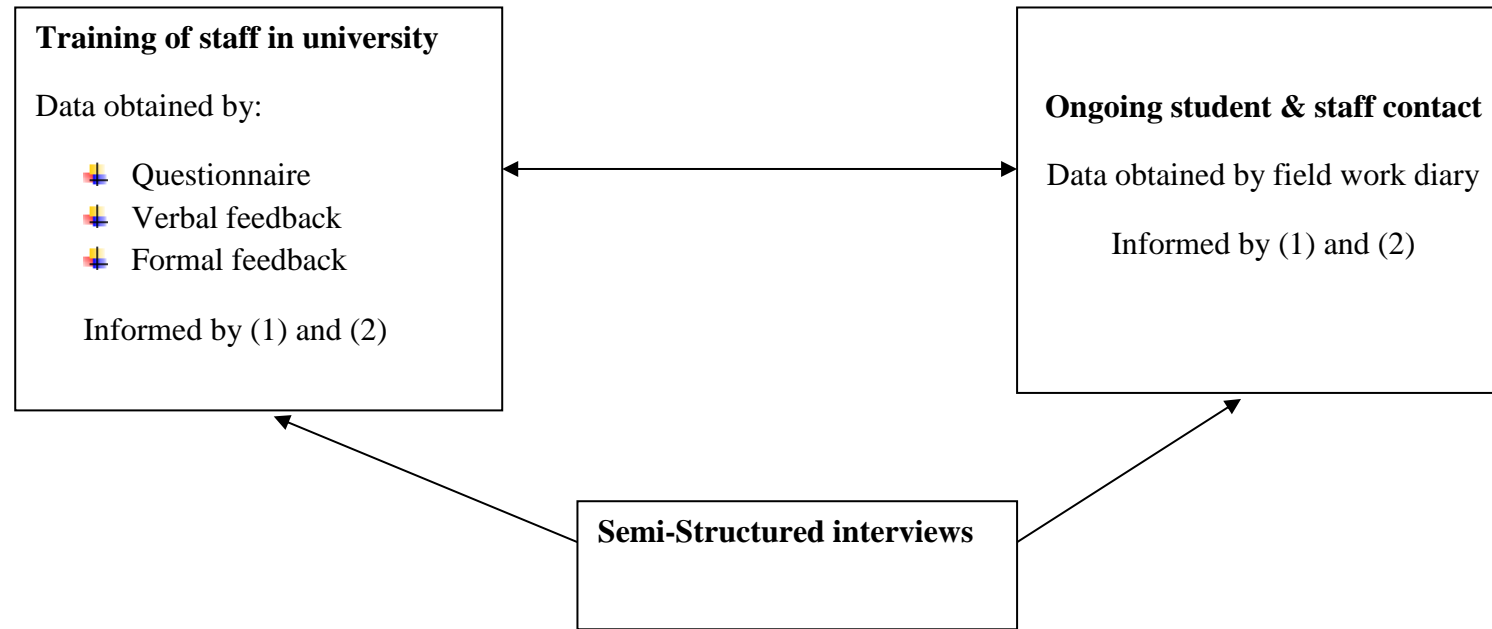 Training of staff in university
Data obtained by:
Questionnaire
Verbal feedback
Formal feedback
Informed by (1) and (2)
Ongoing student & staff contact
Data obtained by field work diary
Informed by (1) and (2)
Semi-Structured interviews